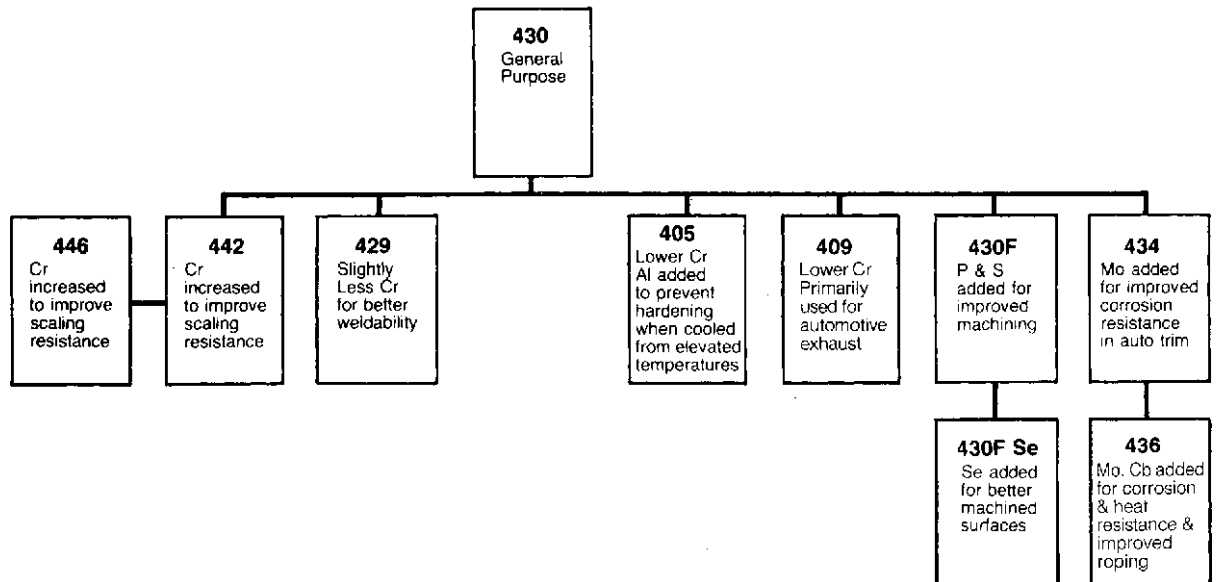 430
General
Purpose
446
Cr
increased
to improve
scaling
resistance
442
Cr
increased
to improve
scaling
resistance
429
Slightly
Less Cr
for better
weldability
405
Lower Cr
Al added
to prevent
hardening
when cooled
from elevated
temperatures
409
Lower Cr
Primarily
used for
automotive
exhaust
430F
P & S
added for
improved
machining
434
Mo added
for improved
corrosion
resistance
in auto trim
430F Se
Se added
for better
machined
surfaces
436
Mo, Cb added
for corrosion
& heat
resistance &
improved
roping